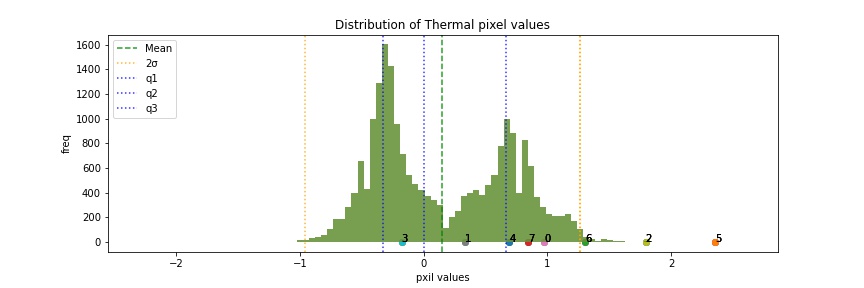 Distribution of Thermal pixel values
freq
1600
1400
1200
1000
800
600
400
200
0
Mean
2σ
q1
q2
q3
3 1 4 7 0 6 2 5
−2 −1 0 1 2
pxil values